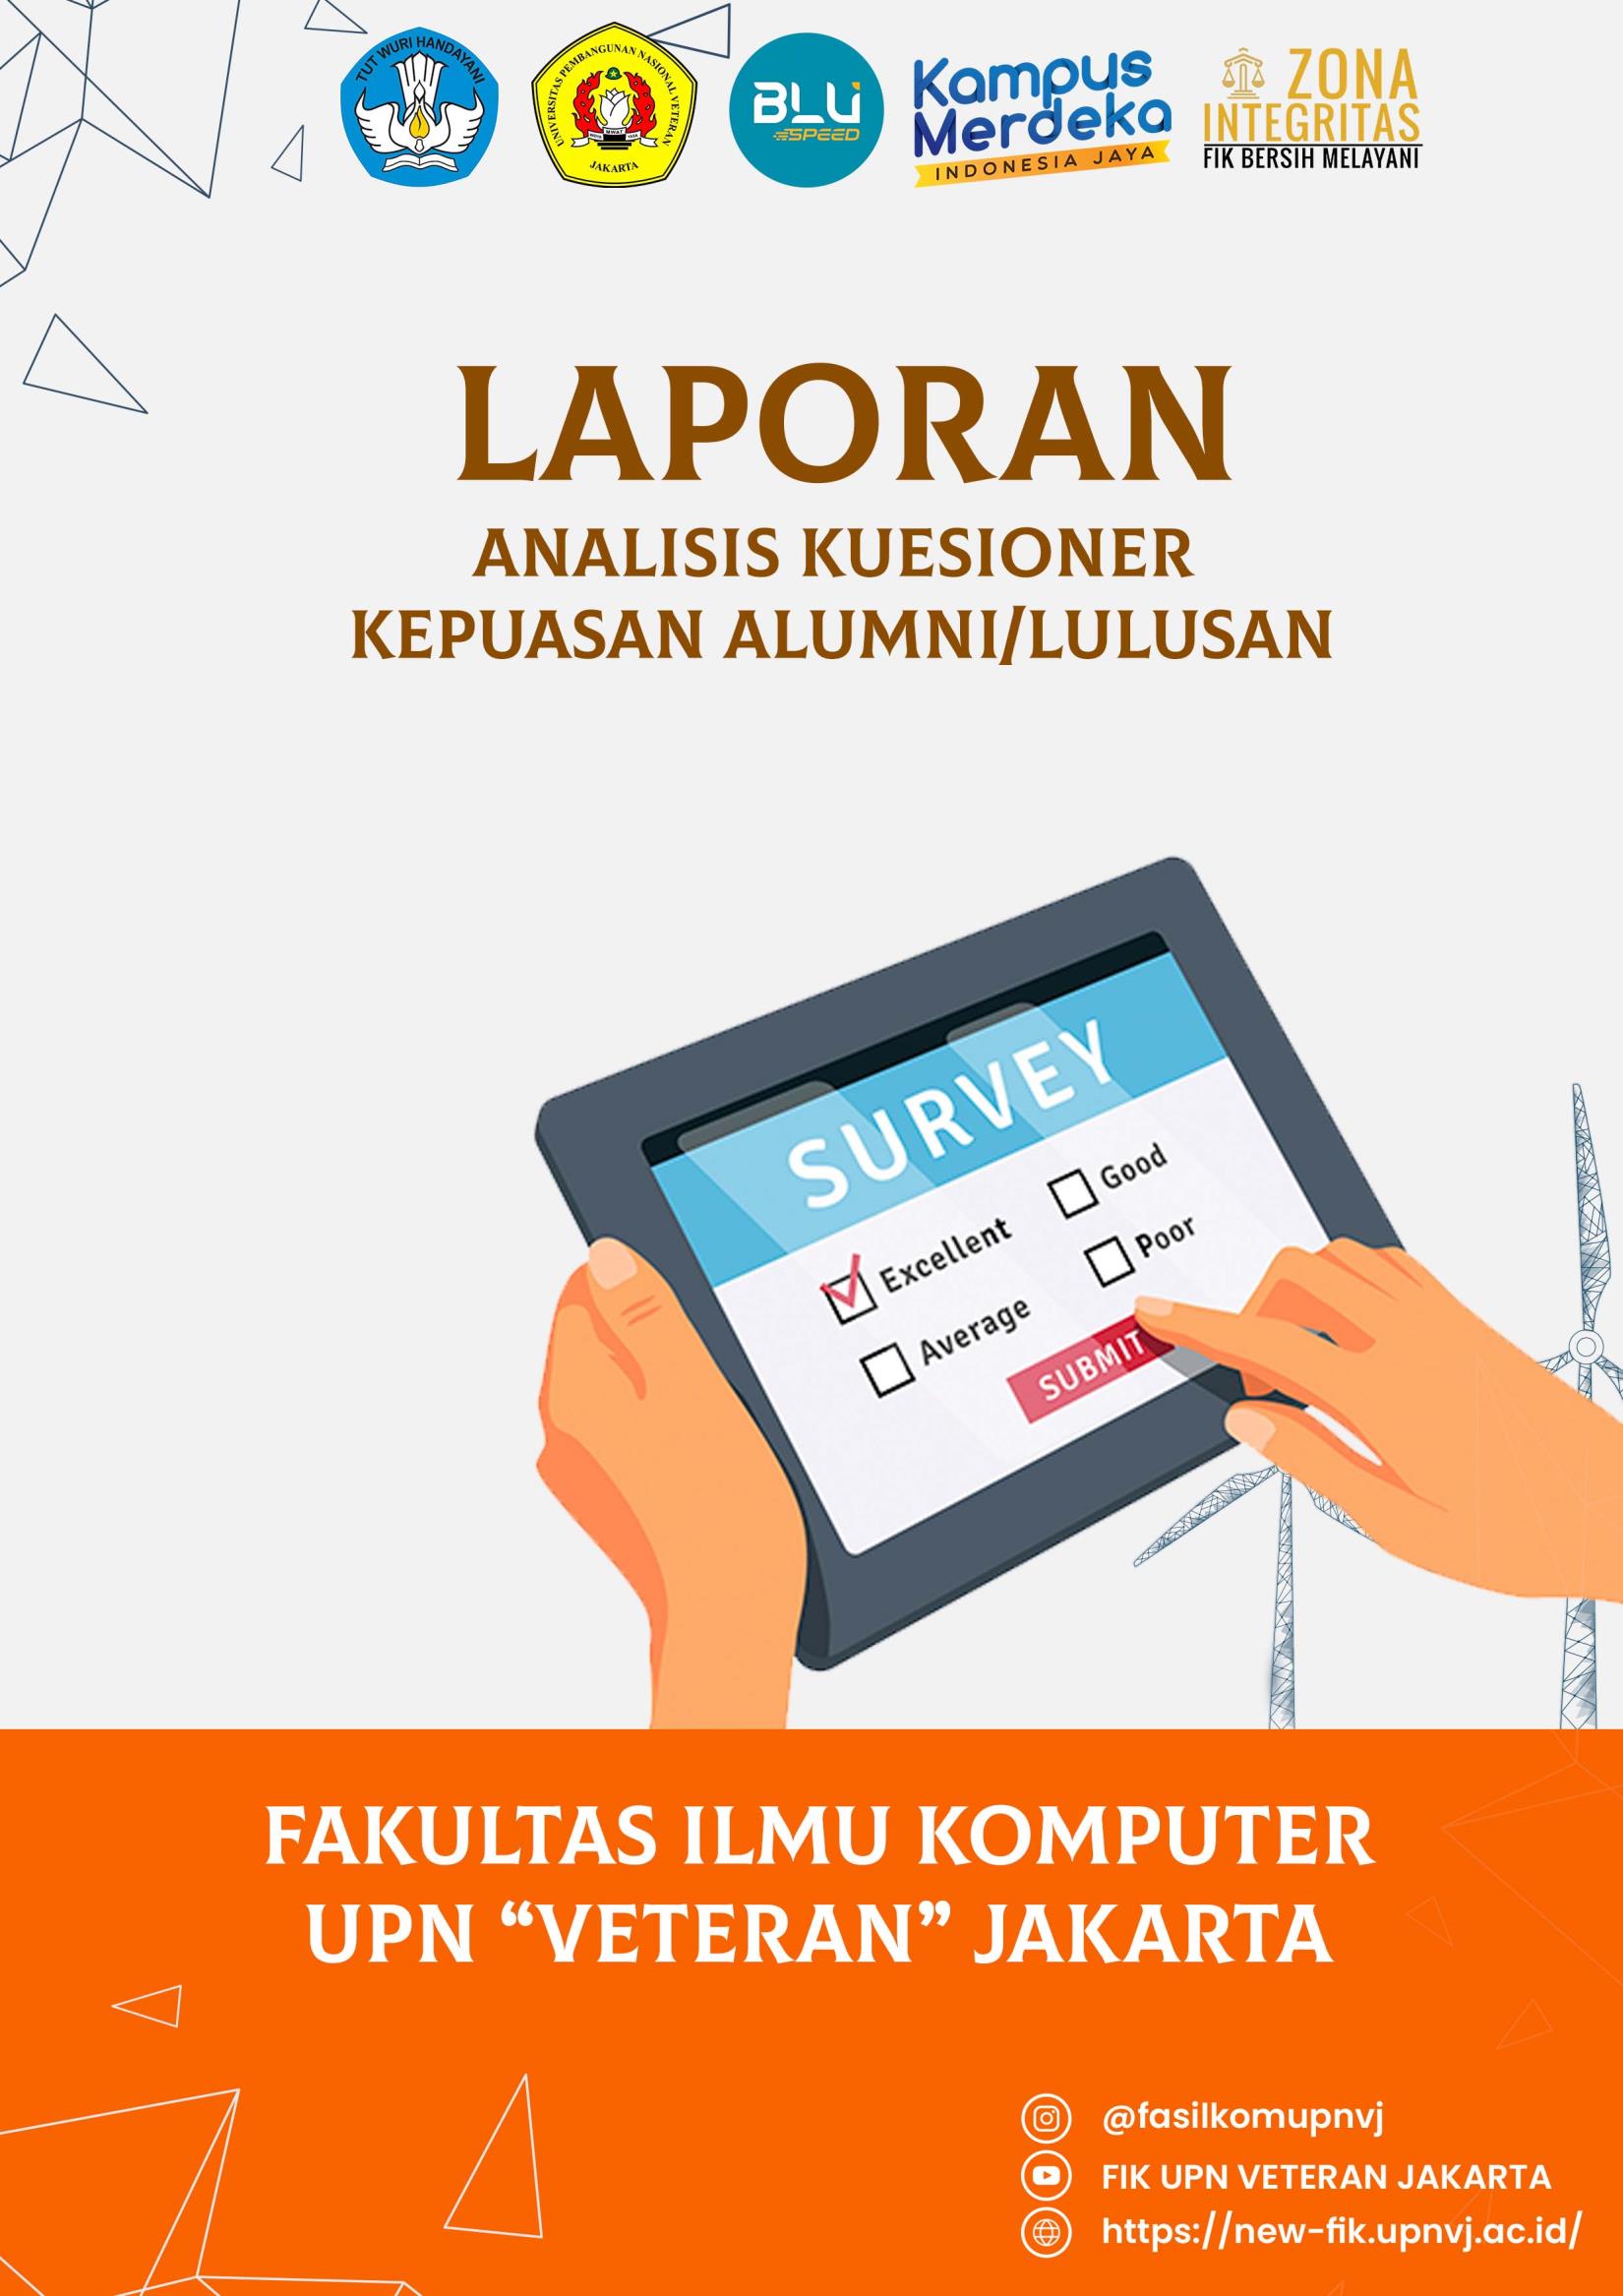 TUT WURI HANDAYANI
UNIVERSITAS PEMBANGUNAN NASIONAL VETERAN
JAKARTA
BLU
SPEED
Kampus
Merdeka
INDONESIA JAYA
ZONA
INTEGRITAS
FIK BERSIH MELAYANI
LAPORAN
ANALISIS KUESIONER
KEPUASAN ALUMNI/LULUSAN
SURVEY
Excellent
Good
Average
Poor
SUBMIT
FAKULTAS ILMU KOMPUTER
UPN “VETERAN” JAKARTA
@fasilkomupnvj
FIK UPN VETERAN JAKARTA
https://new-fik.upnvj.ac.id/